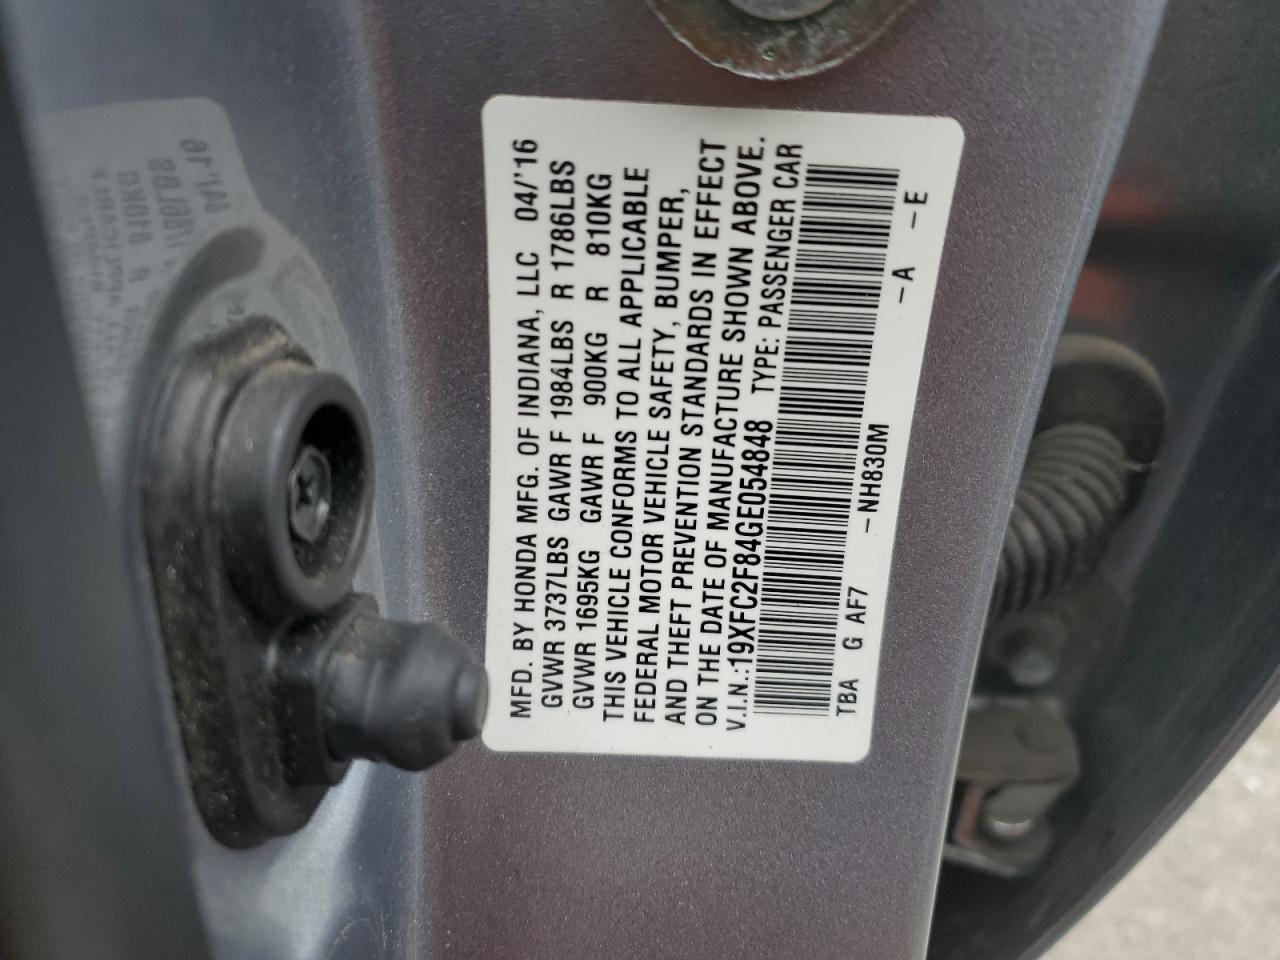 MFD. BY HONDA MFG. OF INDIANA, LLC 04/'16
GVWR 3737LBS GAWR F 1984LBS R 1786LBS
GVWR 1695KG GAWR F 900KG R 810KG
THIS VEHICLE CONFORMS TO ALL APPLICABLE
FEDERAL MOTOR VEHICLE SAFETY, BUMPER,
AND THEFT PREVENTION STANDARDS IN EFFECT
ON THE DATE OF MANUFACTURE SHOWN ABOVE.
V.I.N.:19XFC2F84GE054848 TYPE: PASSENGER CAR
TBA G AF7 -NH830M -A -E